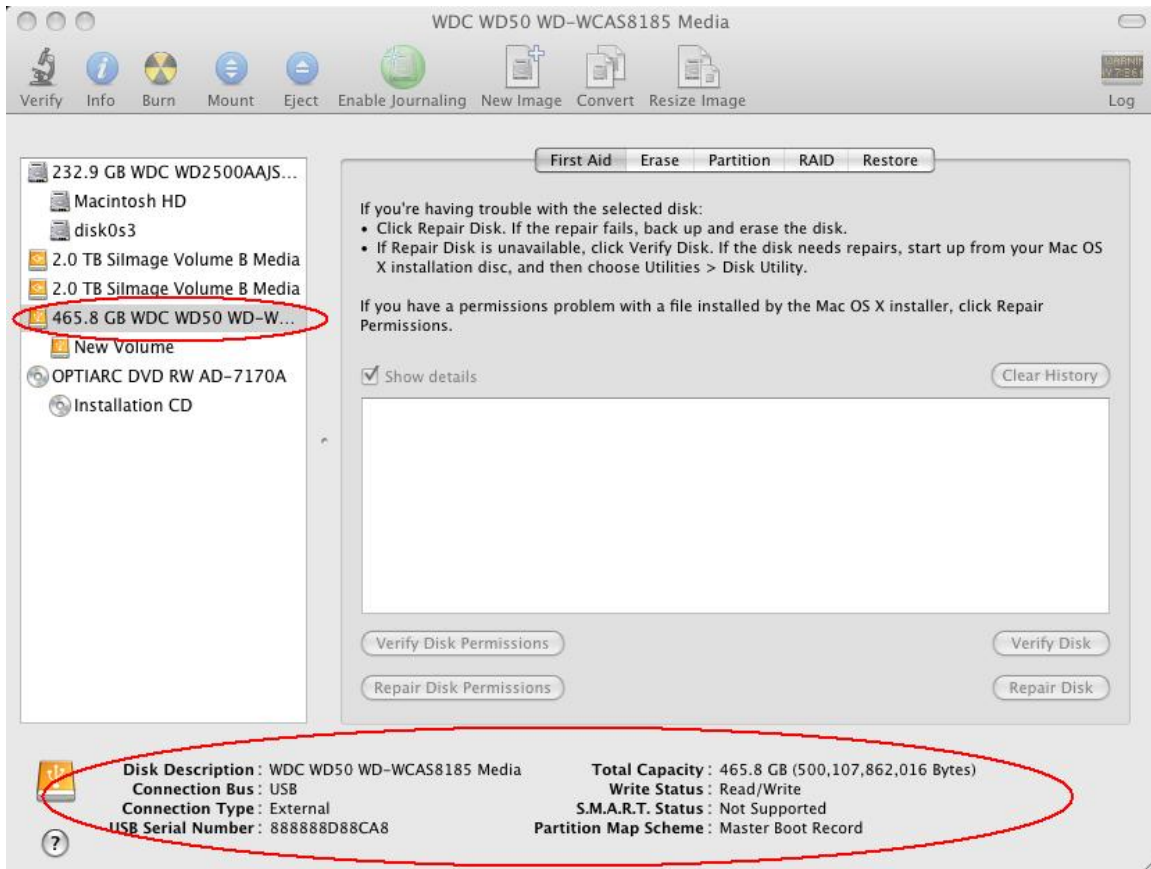 WDC WD50 WD-WCAS8185 Media
Verify Info Burn Mount Eject Enable Journaling New Image Convert Resize Image Log
First Aid Erase Partition RAID Restore
232.9 GB WDC WD2500AAJS...
Macintosh HD
disk0s3
2.0 TB SiImage Volume B Media
2.0 TB SiImage Volume B Media
465.8 GB WDC WD50 WD-W...
New Volume
OPTIARC DVD RW AD-7170A
Installation CD
If you're having trouble with the selected disk:
• Click Repair Disk. If the repair fails, back up and erase the disk.
• If Repair Disk is unavailable, click Verify Disk. If the disk needs repairs, start up from your Mac OS
X installation disc, and then choose Utilities > Disk Utility.
If you have a permissions problem with a file installed by the Mac OS X installer, click Repair
Permissions.
Show details Clear History
Verify Disk Permissions Verify Disk
Repair Disk Permissions Repair Disk
Disk Description : WDC WD50 WD-WCAS8185 Media Total Capacity : 465.8 GB (500,107,862,016 Bytes)
Connection Bus : USB Write Status : Read/Write
Connection Type : External S.M.A.R.T. Status : Not Supported
USB Serial Number : 888888D88CA8 Partition Map Scheme : Master Boot Record
?